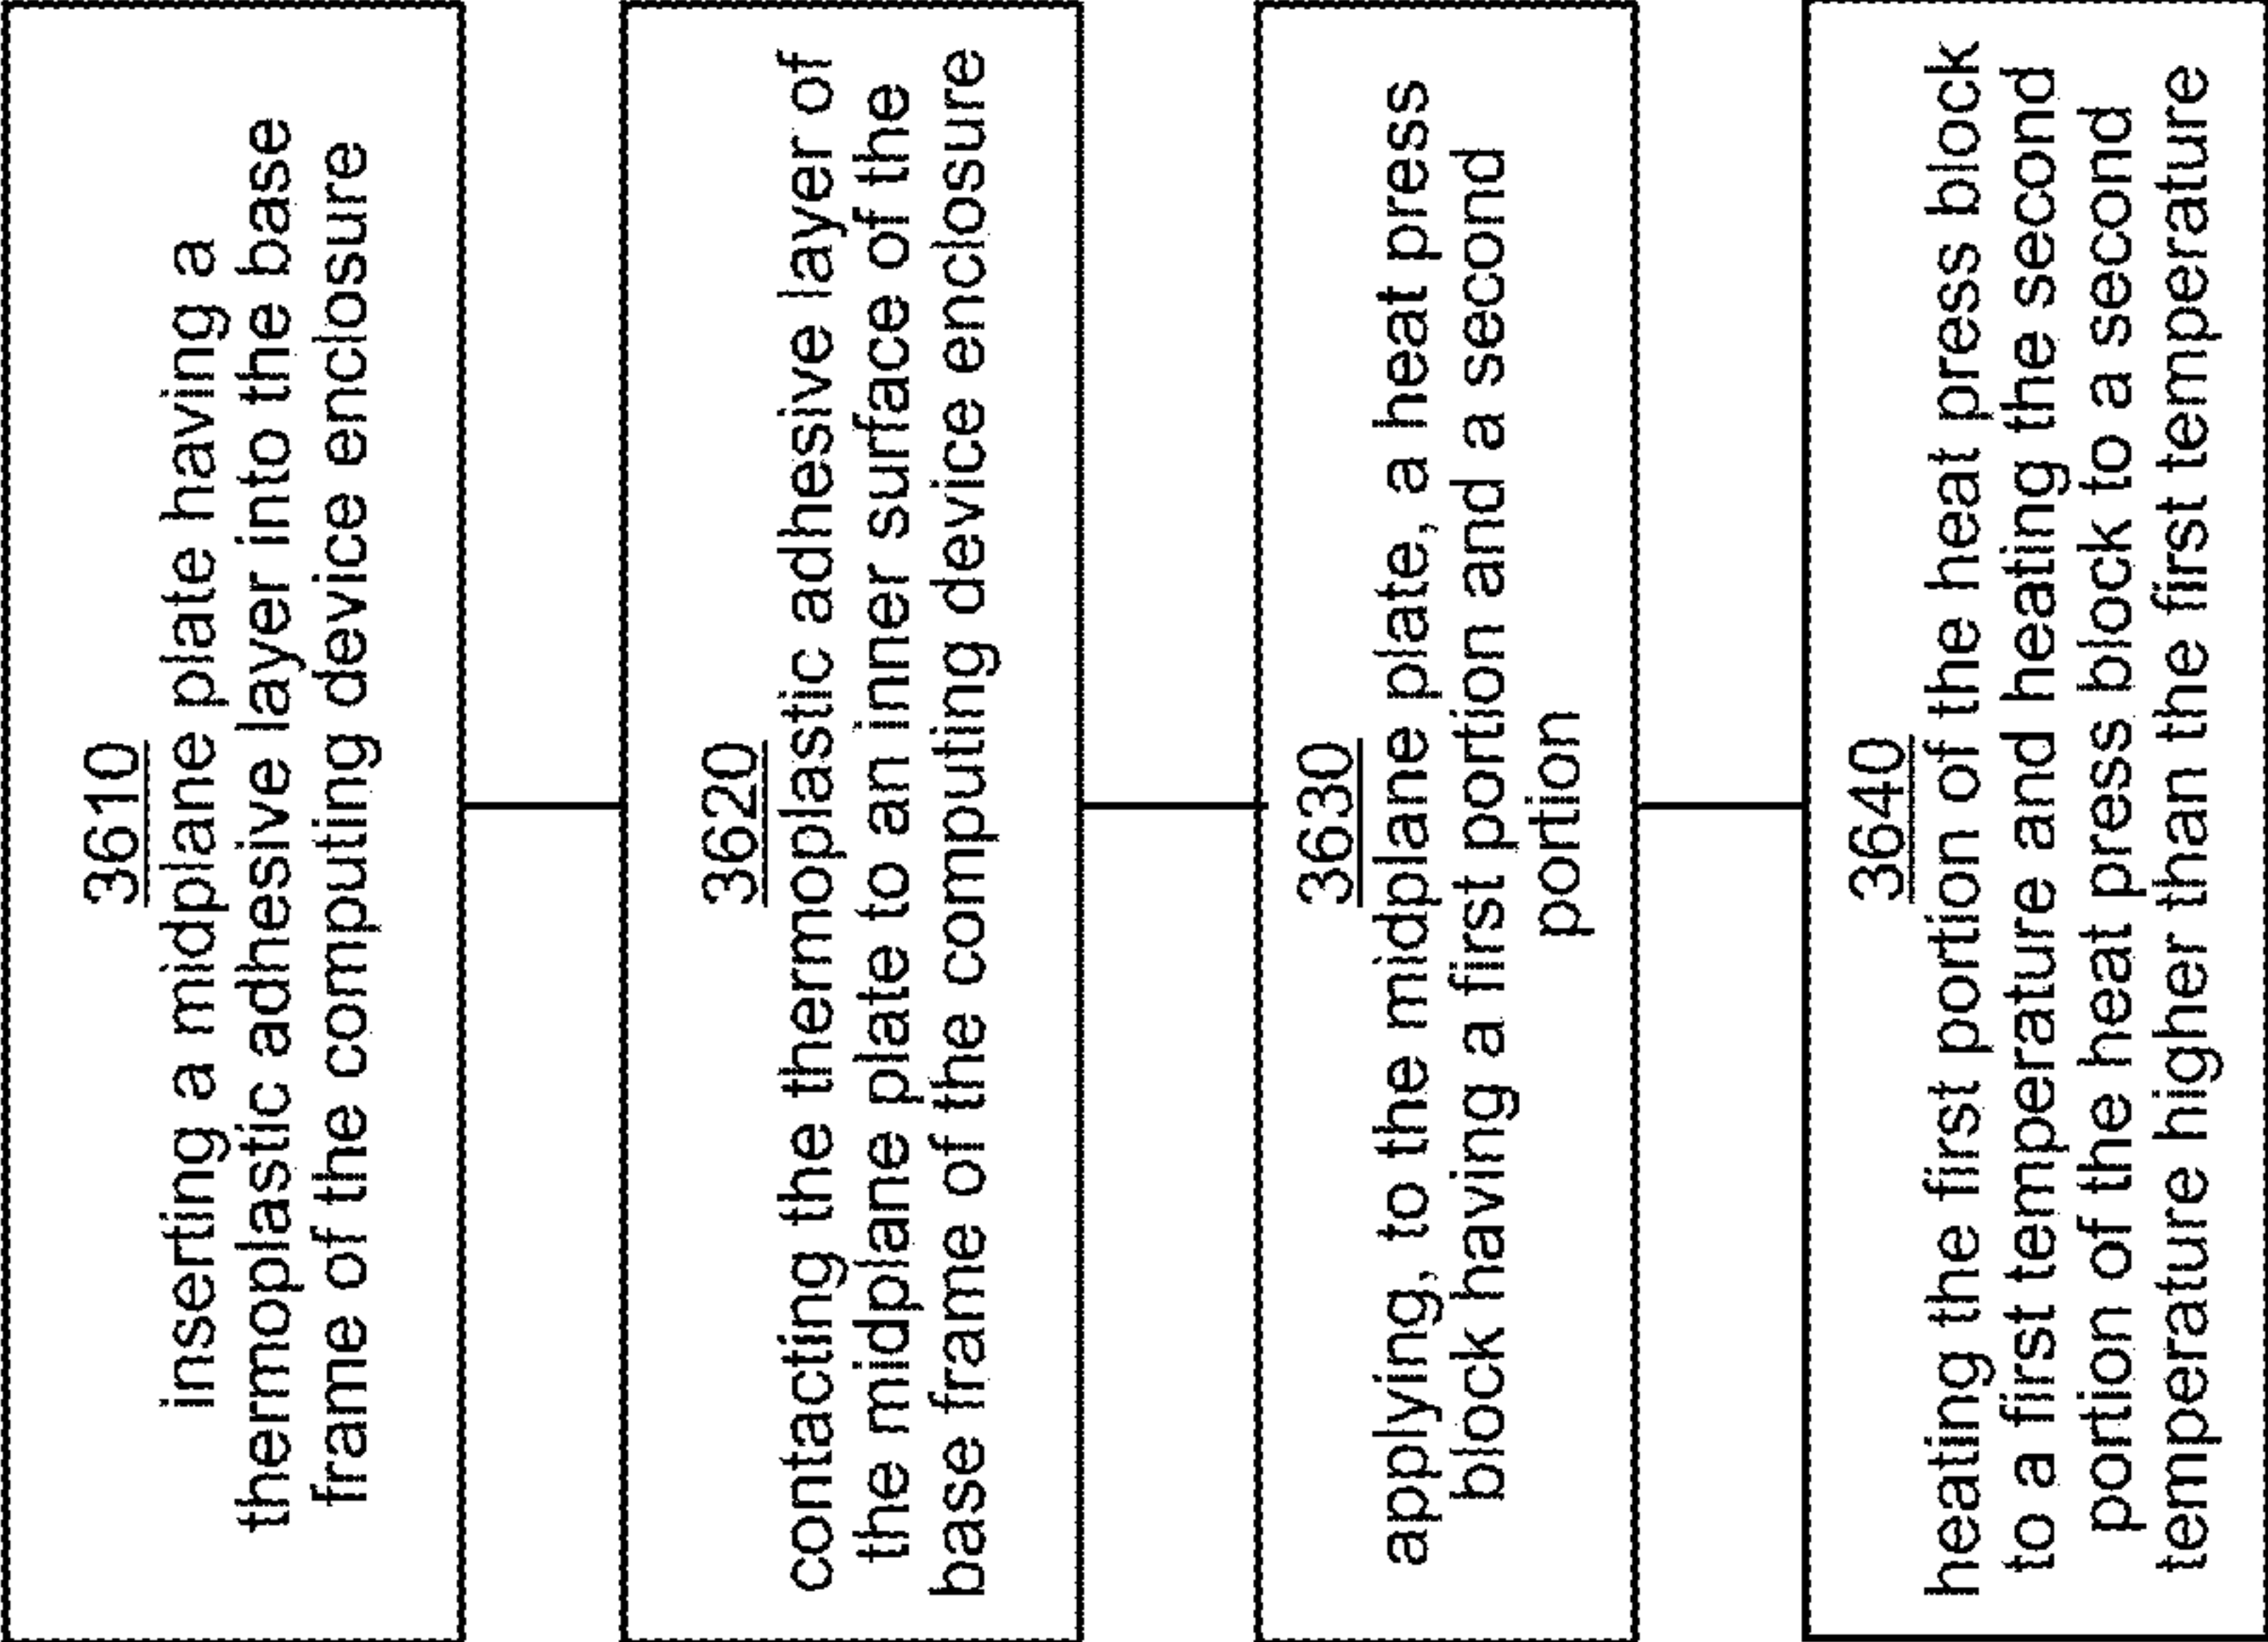 3610
inserting a midplane plate having a
thermoplastic adhesive layer into the base
frame of the computing device enclosure
3620
contacting the thermoplastic adhesive layer of
the midplane plate to an inner surface of the
base frame of the computing device enclosure
3630
applying, to the midplane plate, a heat press
block having a first portion and a second
portion
3640
heating the first portion of the heat press block
to a first temperature and heating the second
portion of the heat press block to a second
temperature higher than the first temperature